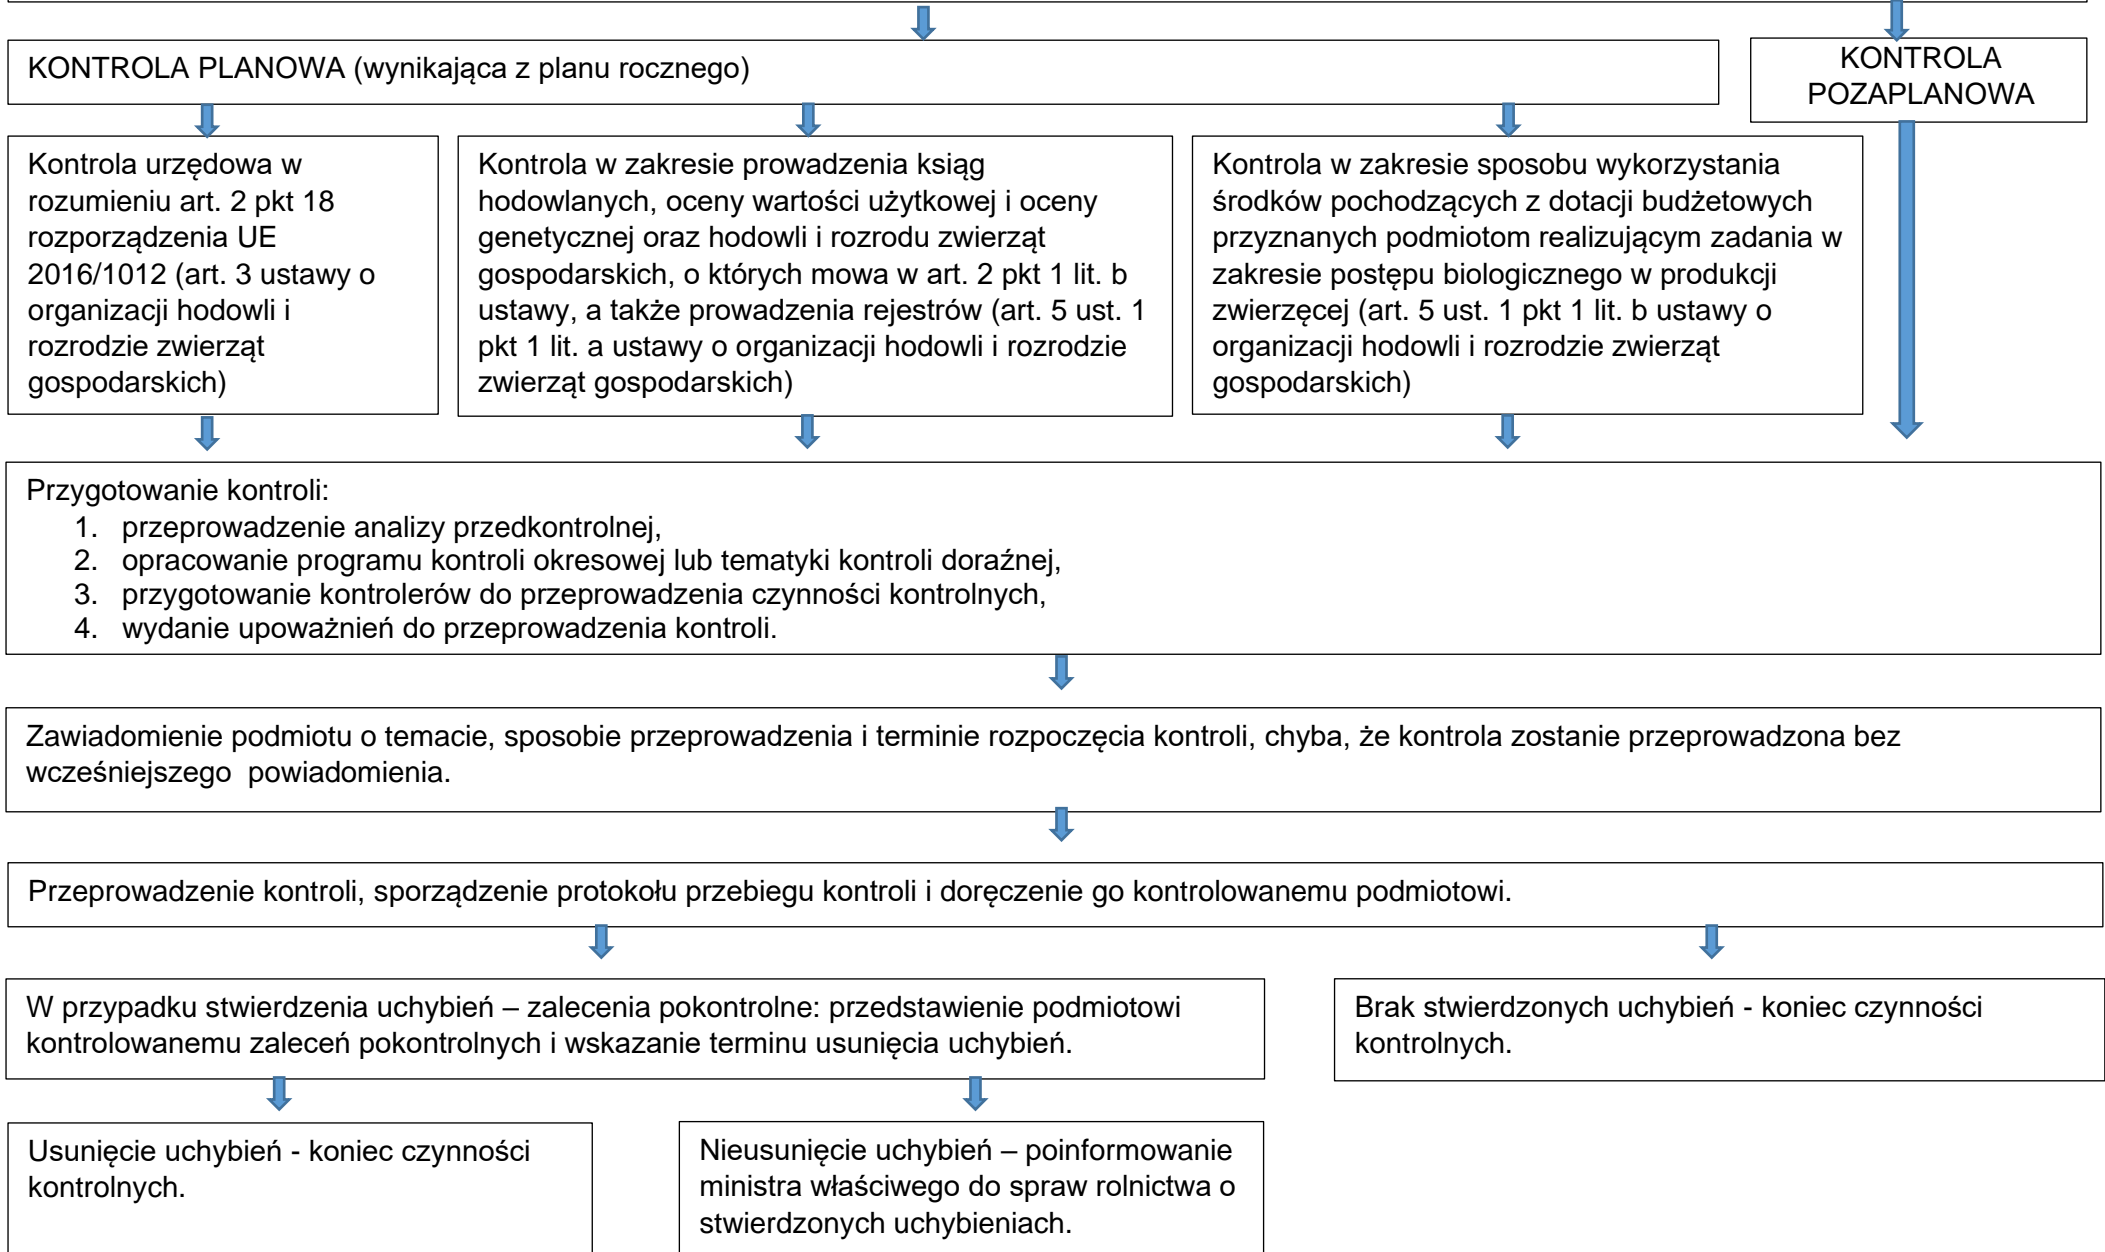 KONTROLA PLANOWA (wynikająca z planu rocznego)
KONTROLA
POZAPLANOWA
Kontrola urzędowa w
rozumieniu art. 2 pkt 18
rozporządzenia UE
2016/1012 (art. 3 ustawy o
organizacji hodowli i
rozrodzie zwierząt
gospodarskich)
Kontrola w zakresie prowadzenia ksiąg
hodowlanych, oceny wartości użytkowej i oceny
genetycznej oraz hodowli i rozrodu zwierząt
gospodarskich, o których mowa w art. 2 pkt 1 lit. b
ustawy, a także prowadzenia rejestrów (art. 5 ust. 1
pkt 1 lit. a ustawy o organizacji hodowli i rozrodzie
zwierząt gospodarskich)
Kontrola w zakresie sposobu wykorzystania
środków pochodzących z dotacji budżetowych
przyznanych podmiotom realizującym zadania w
zakresie postępu biologicznego w produkcji
zwierzęcej (art. 5 ust. 1 pkt 1 lit. b ustawy o
organizacji hodowli i rozrodzie zwierząt
gospodarskich)
Przygotowanie kontroli:
1. przeprowadzenie analizy przedkontrolnej,
2. opracowanie programu kontroli okresowej lub tematyki kontroli doraźnej,
3. przygotowanie kontrolerów do przeprowadzenia czynności kontrolnych,
4. wydanie upoważnień do przeprowadzenia kontroli.
Zawiadomienie podmiotu o temacie, sposobie przeprowadzenia i terminie rozpoczęcia kontroli, chyba, że kontrola zostanie przeprowadzona bez
wcześniejszego powiadomienia.
Przeprowadzenie kontroli, sporządzenie protokołu przebiegu kontroli i doręczenie go kontrolowanemu podmiotowi.
W przypadku stwierdzenia uchybień – zalecenia pokontrolne: przedstawienie podmiotowi
kontrolowanemu zaleceń pokontrolnych i wskazanie terminu usunięcia uchybień.
Brak stwierdzonych uchybień - koniec czynności
kontrolnych.
Usunięcie uchybień - koniec czynności
kontrolnych.
Nieusunięcie uchybień – poinformowanie
ministra właściwego do spraw rolnictwa o
stwierdzonych uchybieniach.